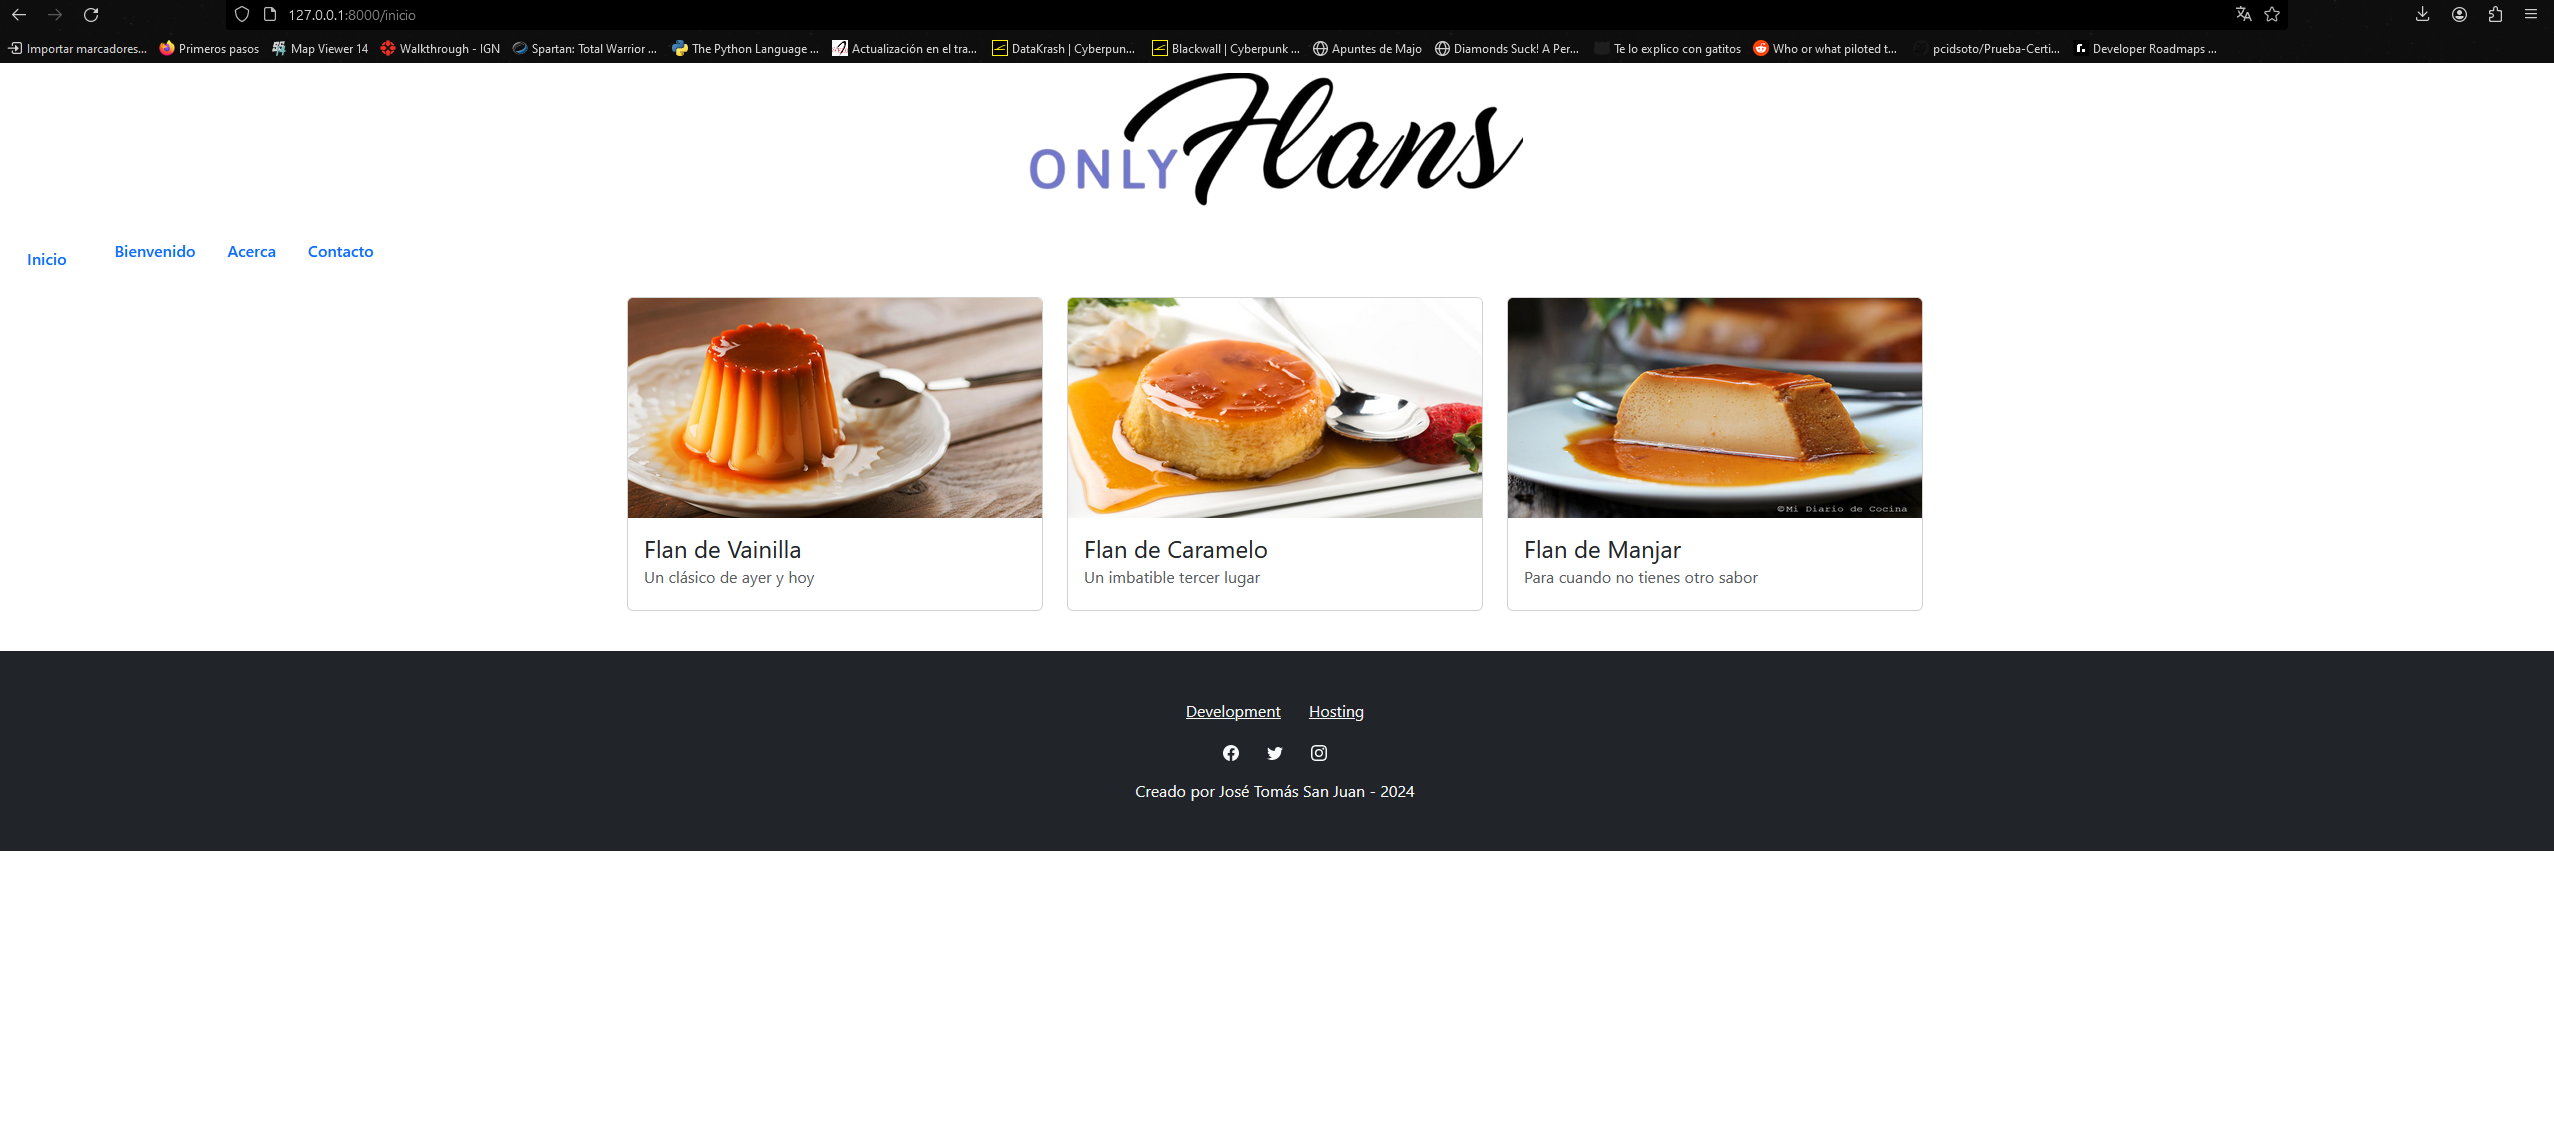 127.0.0.1:8000/inicio
Importar marcadores... Primeros pasos Map Viewer 14 Walkthrough - IGN Spartan: Total Warrior ... The Python Language ... Actualización en el tra... DataKrash | Cyberpun... Blackwall | Cyberpunk ... Apuntes de Majo Diamonds Suck! A Per... Te lo explico con gatitos Who or what piloted t... pcidsoto/Prueba-Certi... Developer Roadmaps ...
ONLY Flans
Inicio Bienvenido Acerca Contacto
©Mi Diario de Cocina
Flan de Vainilla Flan de Caramelo Flan de Manjar
Un clásico de ayer y hoy Un imbatible tercer lugar Para cuando no tienes otro sabor
Development Hosting
Creado por José Tomás San Juan - 2024